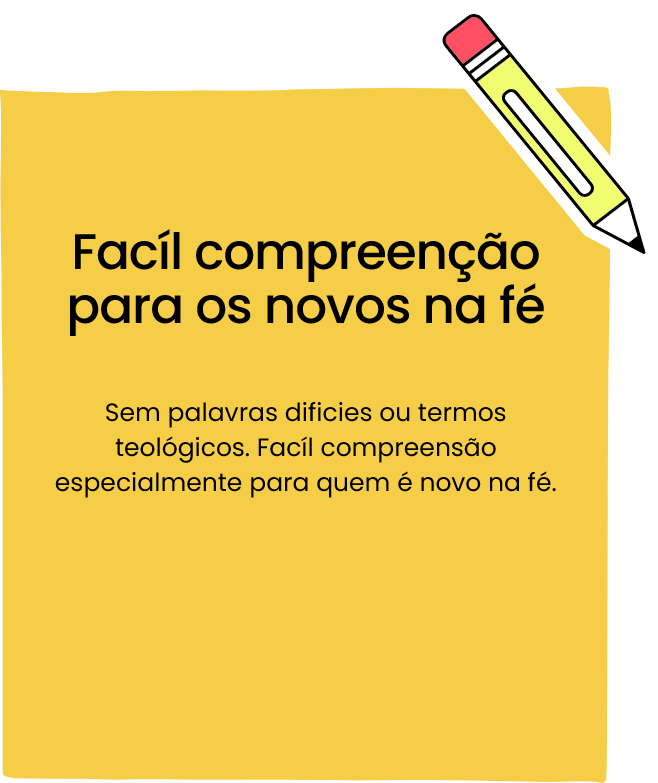 Facíl compreenção
para os novos na fé
Sem palavras dificies ou termos
teológicos. Facíl compreensão
especialmente para quem é novo na fé.